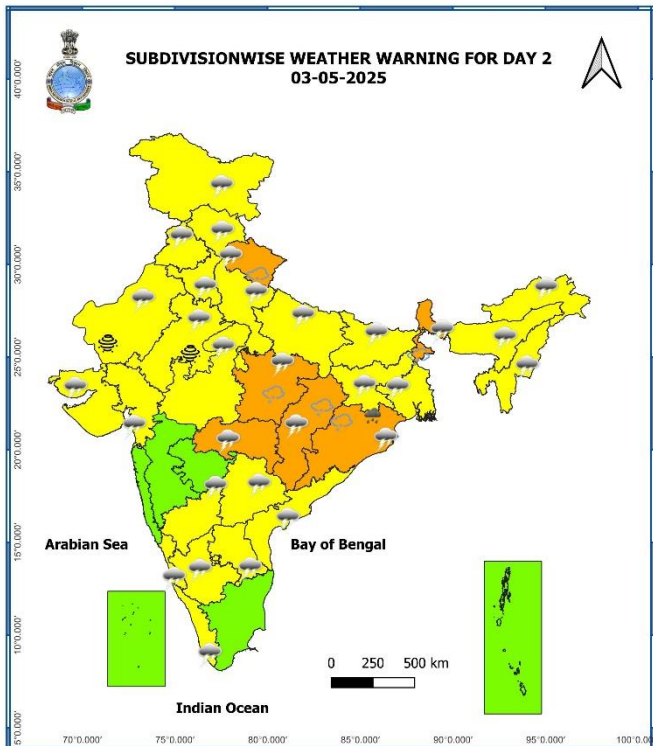 SUBDIVISIONWISE WEATHER WARNING FOR DAY 2
03-05-2025
40°0.000'
35°0.000'
30°0.000'
25°0.000'
20°0.000'
15°0.000'
10°0.000'
5°0.000'
Arabian Sea
Bay of Bengal
0 250 500 km
Indian Ocean
70°0.000' 75°0.000' 80°0.000' 85°0.000' 90°0.000' 95°0.000' 100°0.00